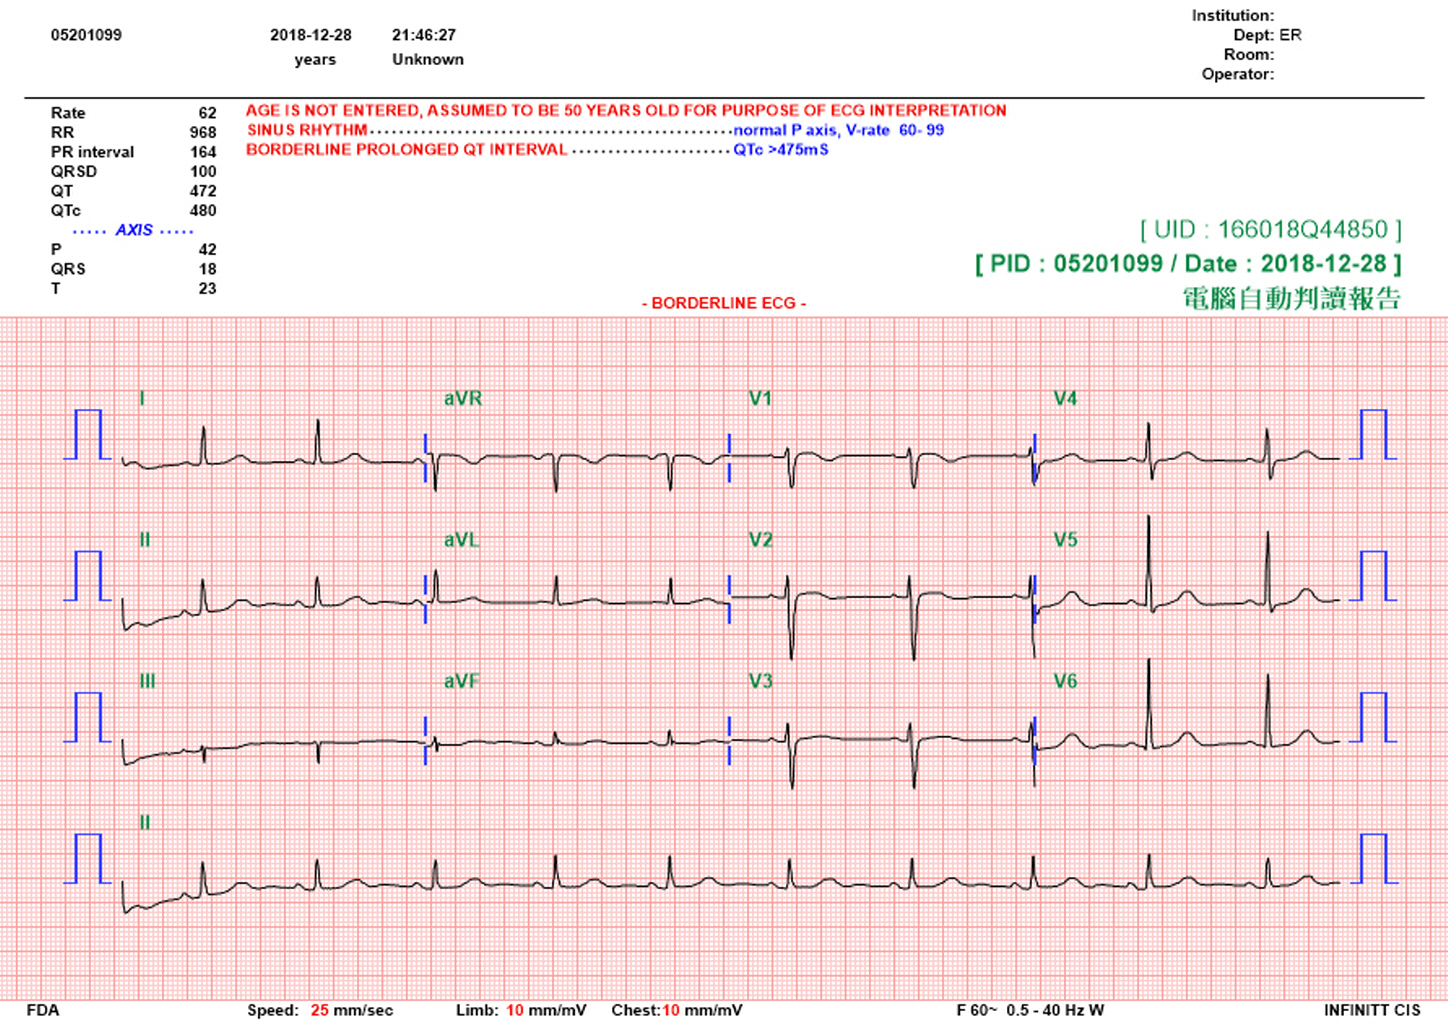 Institution:
05201099 2018-12-28 21:46:27 Dept: ER
years Unknown Room:
Operator:
Rate 62 AGE IS NOT ENTERED, ASSUMED TO BE 50 YEARS OLD FOR PURPOSE OF ECG INTERPRETATION
RR 968 SINUS RHYTHM..................................................normal P axis, V-rate 60- 99
PR interval 164 BORDERLINE PROLONGED QT INTERVAL......................QTc >475mS
QRSD 100
QT 472
QTc 480
..... AXIS .....
[ UID : 166018Q44850 ]
P 42
[ PID : 05201099 / Date : 2018-12-28 ]
QRS 18
T 23
電腦自動判讀報告
- BORDERLINE ECG -
I aVR V1 V4
II aVL V2 V5
III aVF V3 V6
II
FDA Speed: 25 mm/sec Limb: 10 mm/mV Chest:10 mm/mV F 60~ 0.5 - 40 Hz W INFINITT CIS